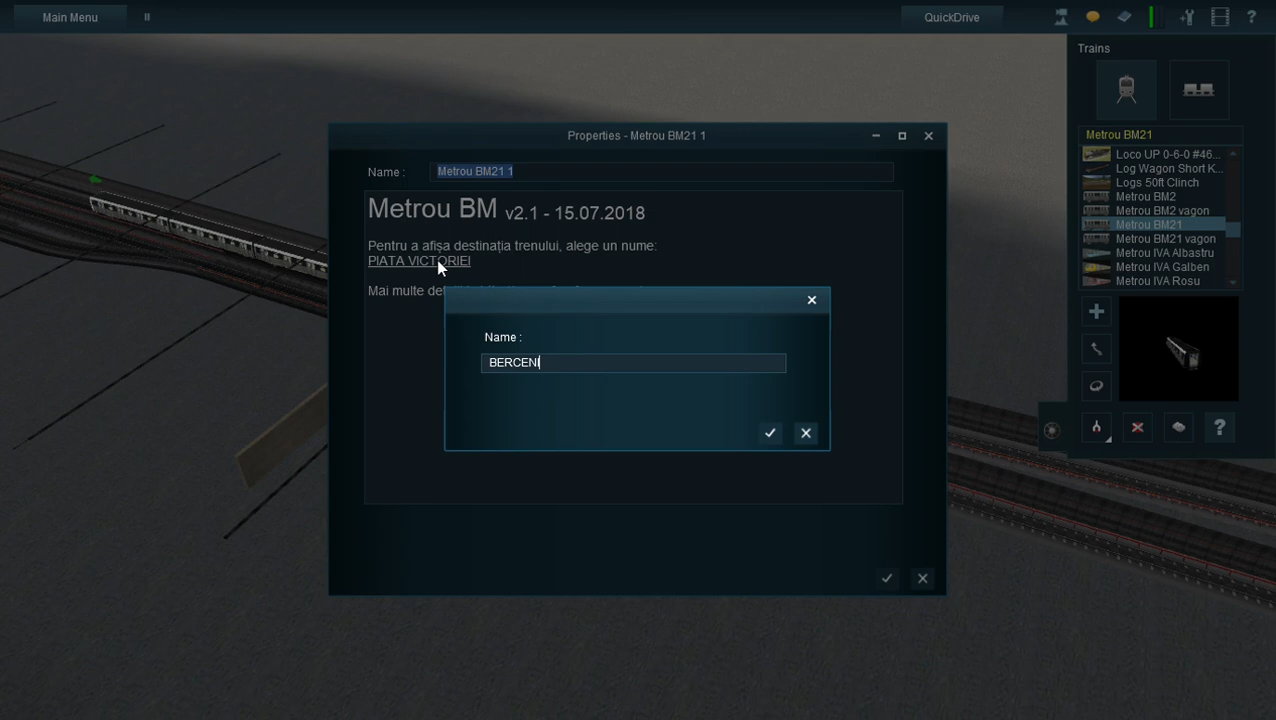 Main Menu
QuickDrive
Trains
Metrou BM21
Loco UP 0-6-0 #46...
Log Wagon Short K...
Logs 50ft Clinch
Metrou BM2
Metrou BM2 vagon
Metrou BM21
Metrou BM21 vagon
Metrou IVA Albastru
Metrou IVA Galben
Metrou IVA Rosu
Properties - Metrou BM21 1
Name :
Metrou BM21 1
Metrou BM v2.1 - 15.07.2018
Pentru a afișa destinația trenului, alege un nume:
PIATA VICTORIEI
Mai multe
Name :
BERCENI